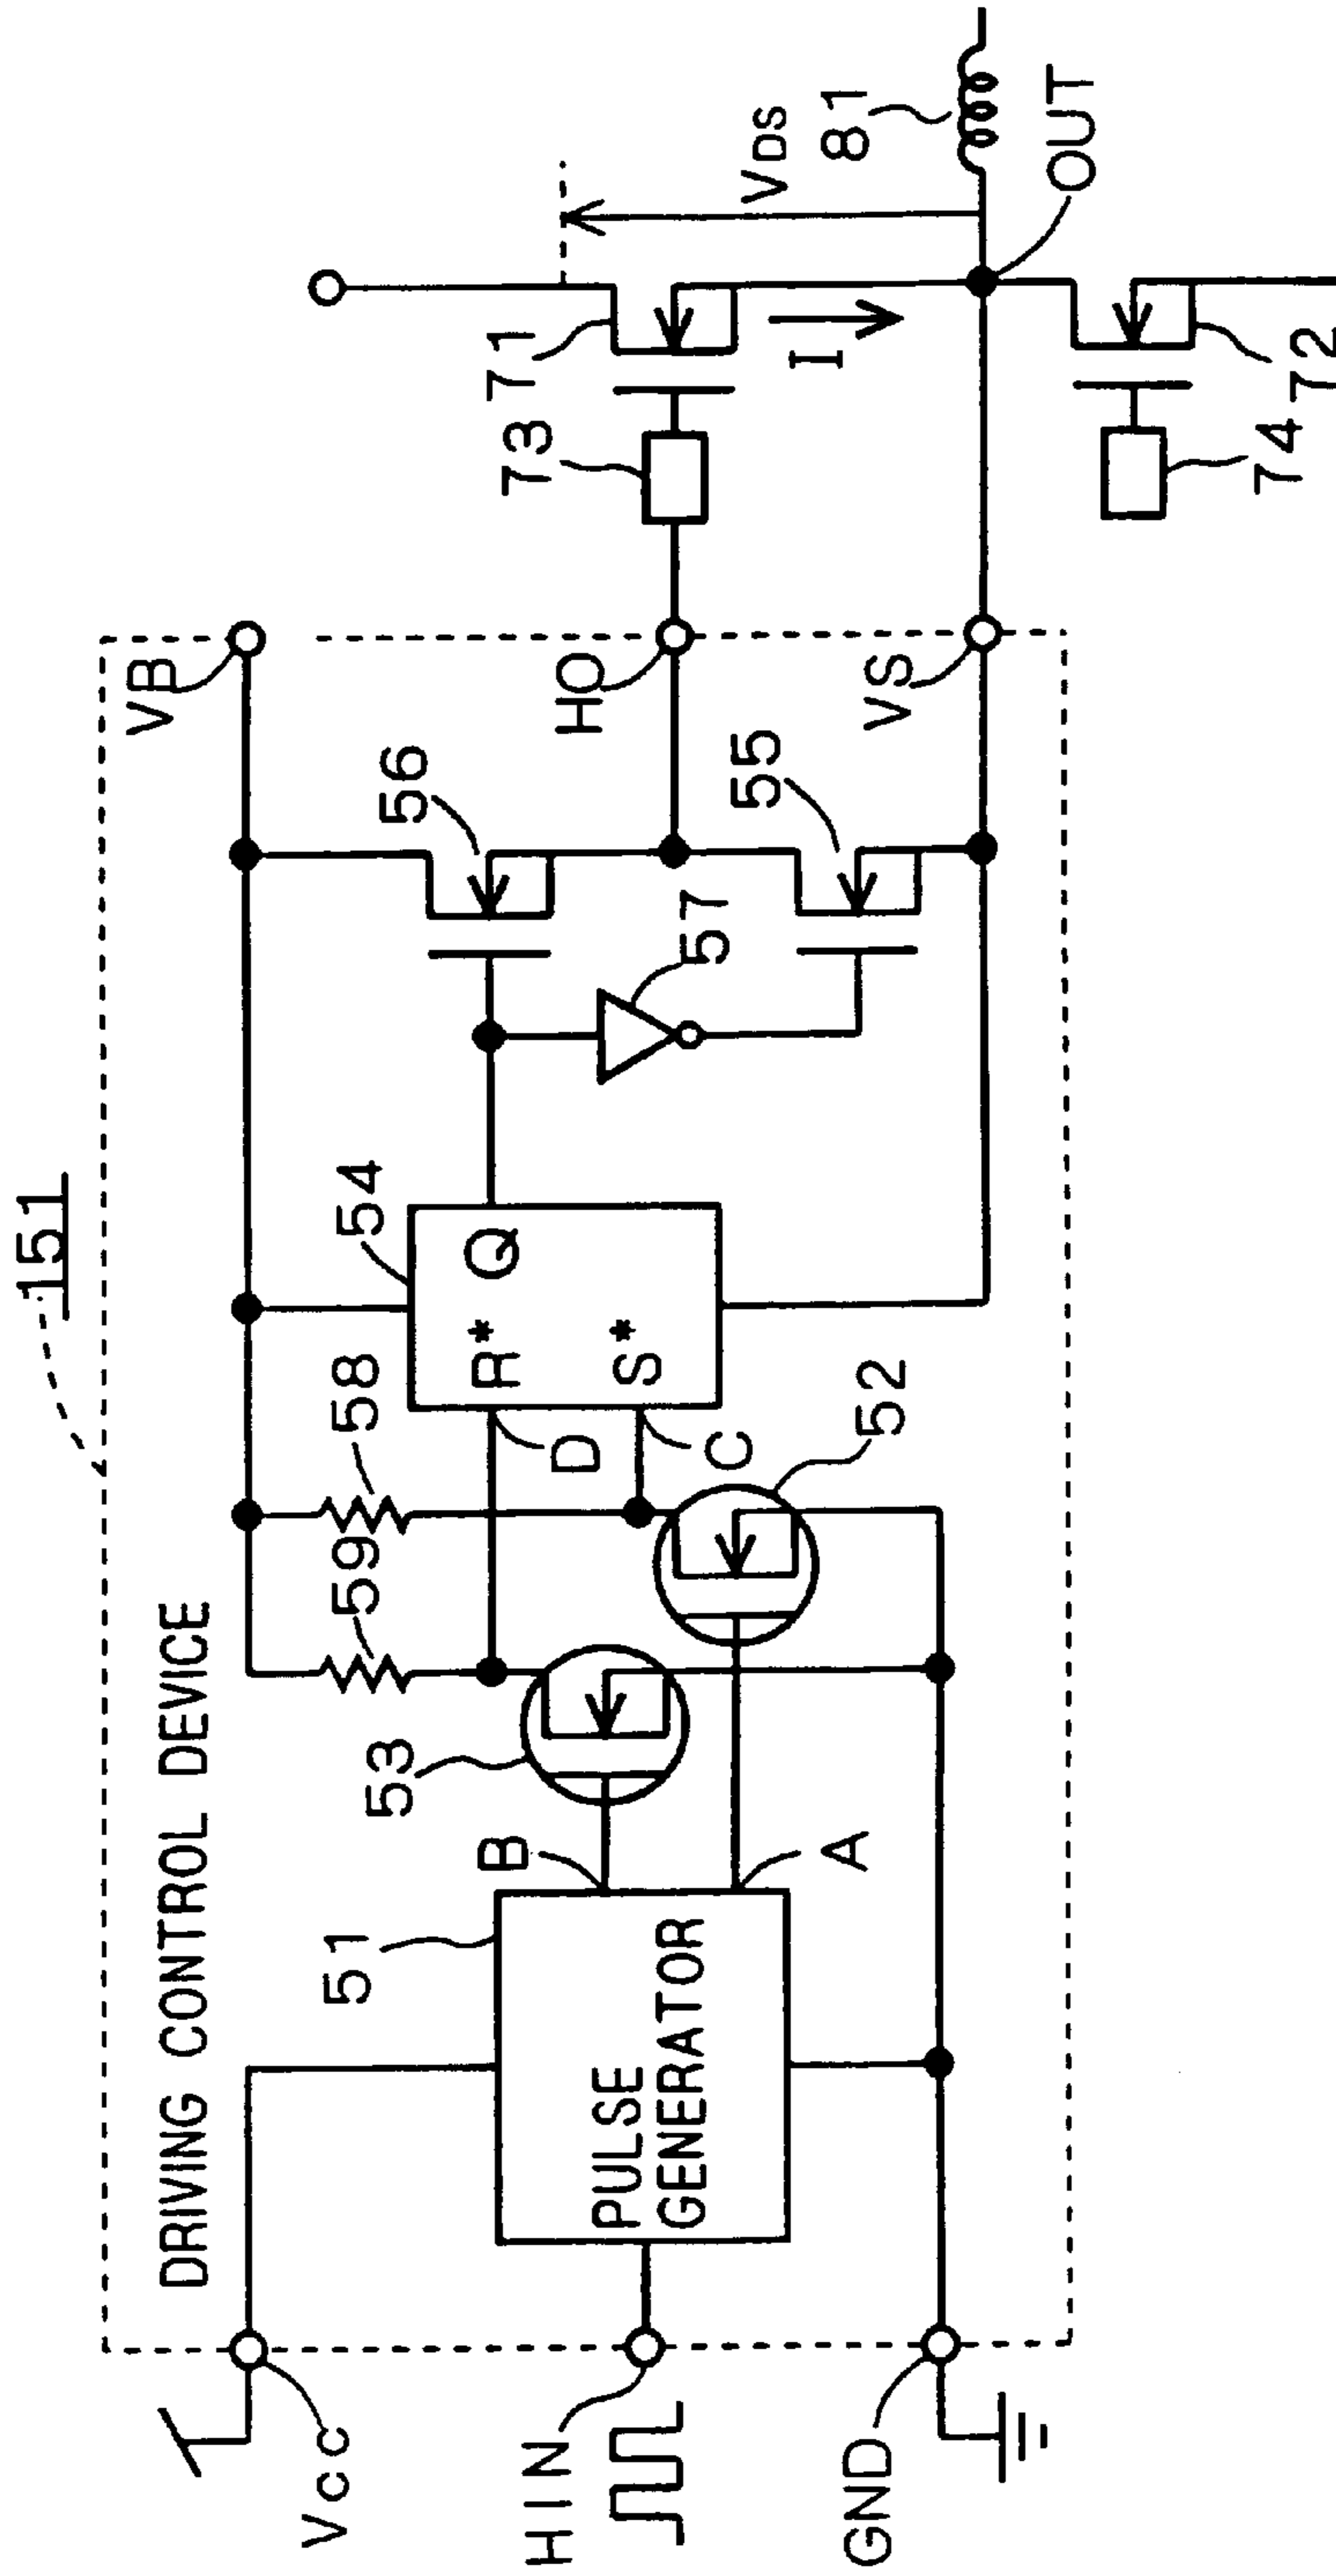 151
DRIVING CONTROL DEVICE
Vcc
HIN
GND
51
PULSE
GENERATOR
B
A
53
52
59
58
D
C
54
R*
S*
Q
57
56
55
VB
HO
VS
73
71
I
VDS
81
OUT
74
72